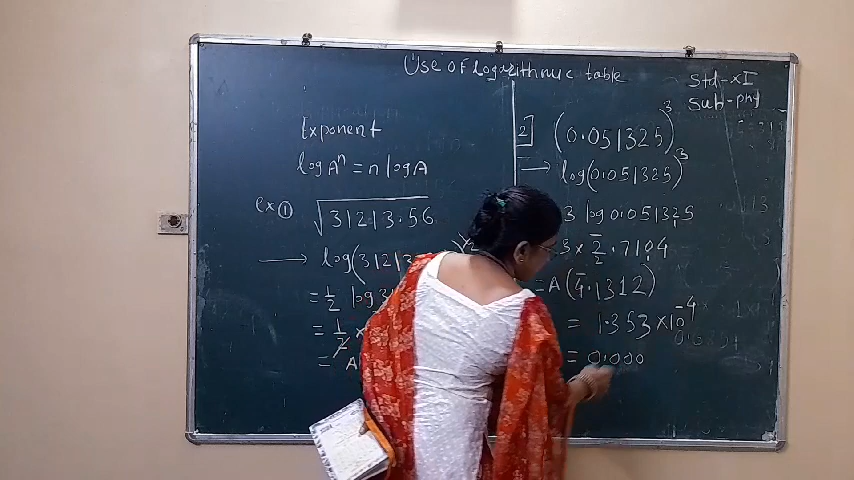 Use of logarithmic table
Std-XI
Sub-phy
Exponent
log Aⁿ = n log A
ex ① √31213.56
→ log(312
= 1/2 log 3
= 1/2 ×
= A
2] (0.051325)³
→ log(0.051325)³
3 log 0.051325
3 × 2̅.7104
= A(4̅.1312)
= 1.353 × 10⁻⁴
= 0.000